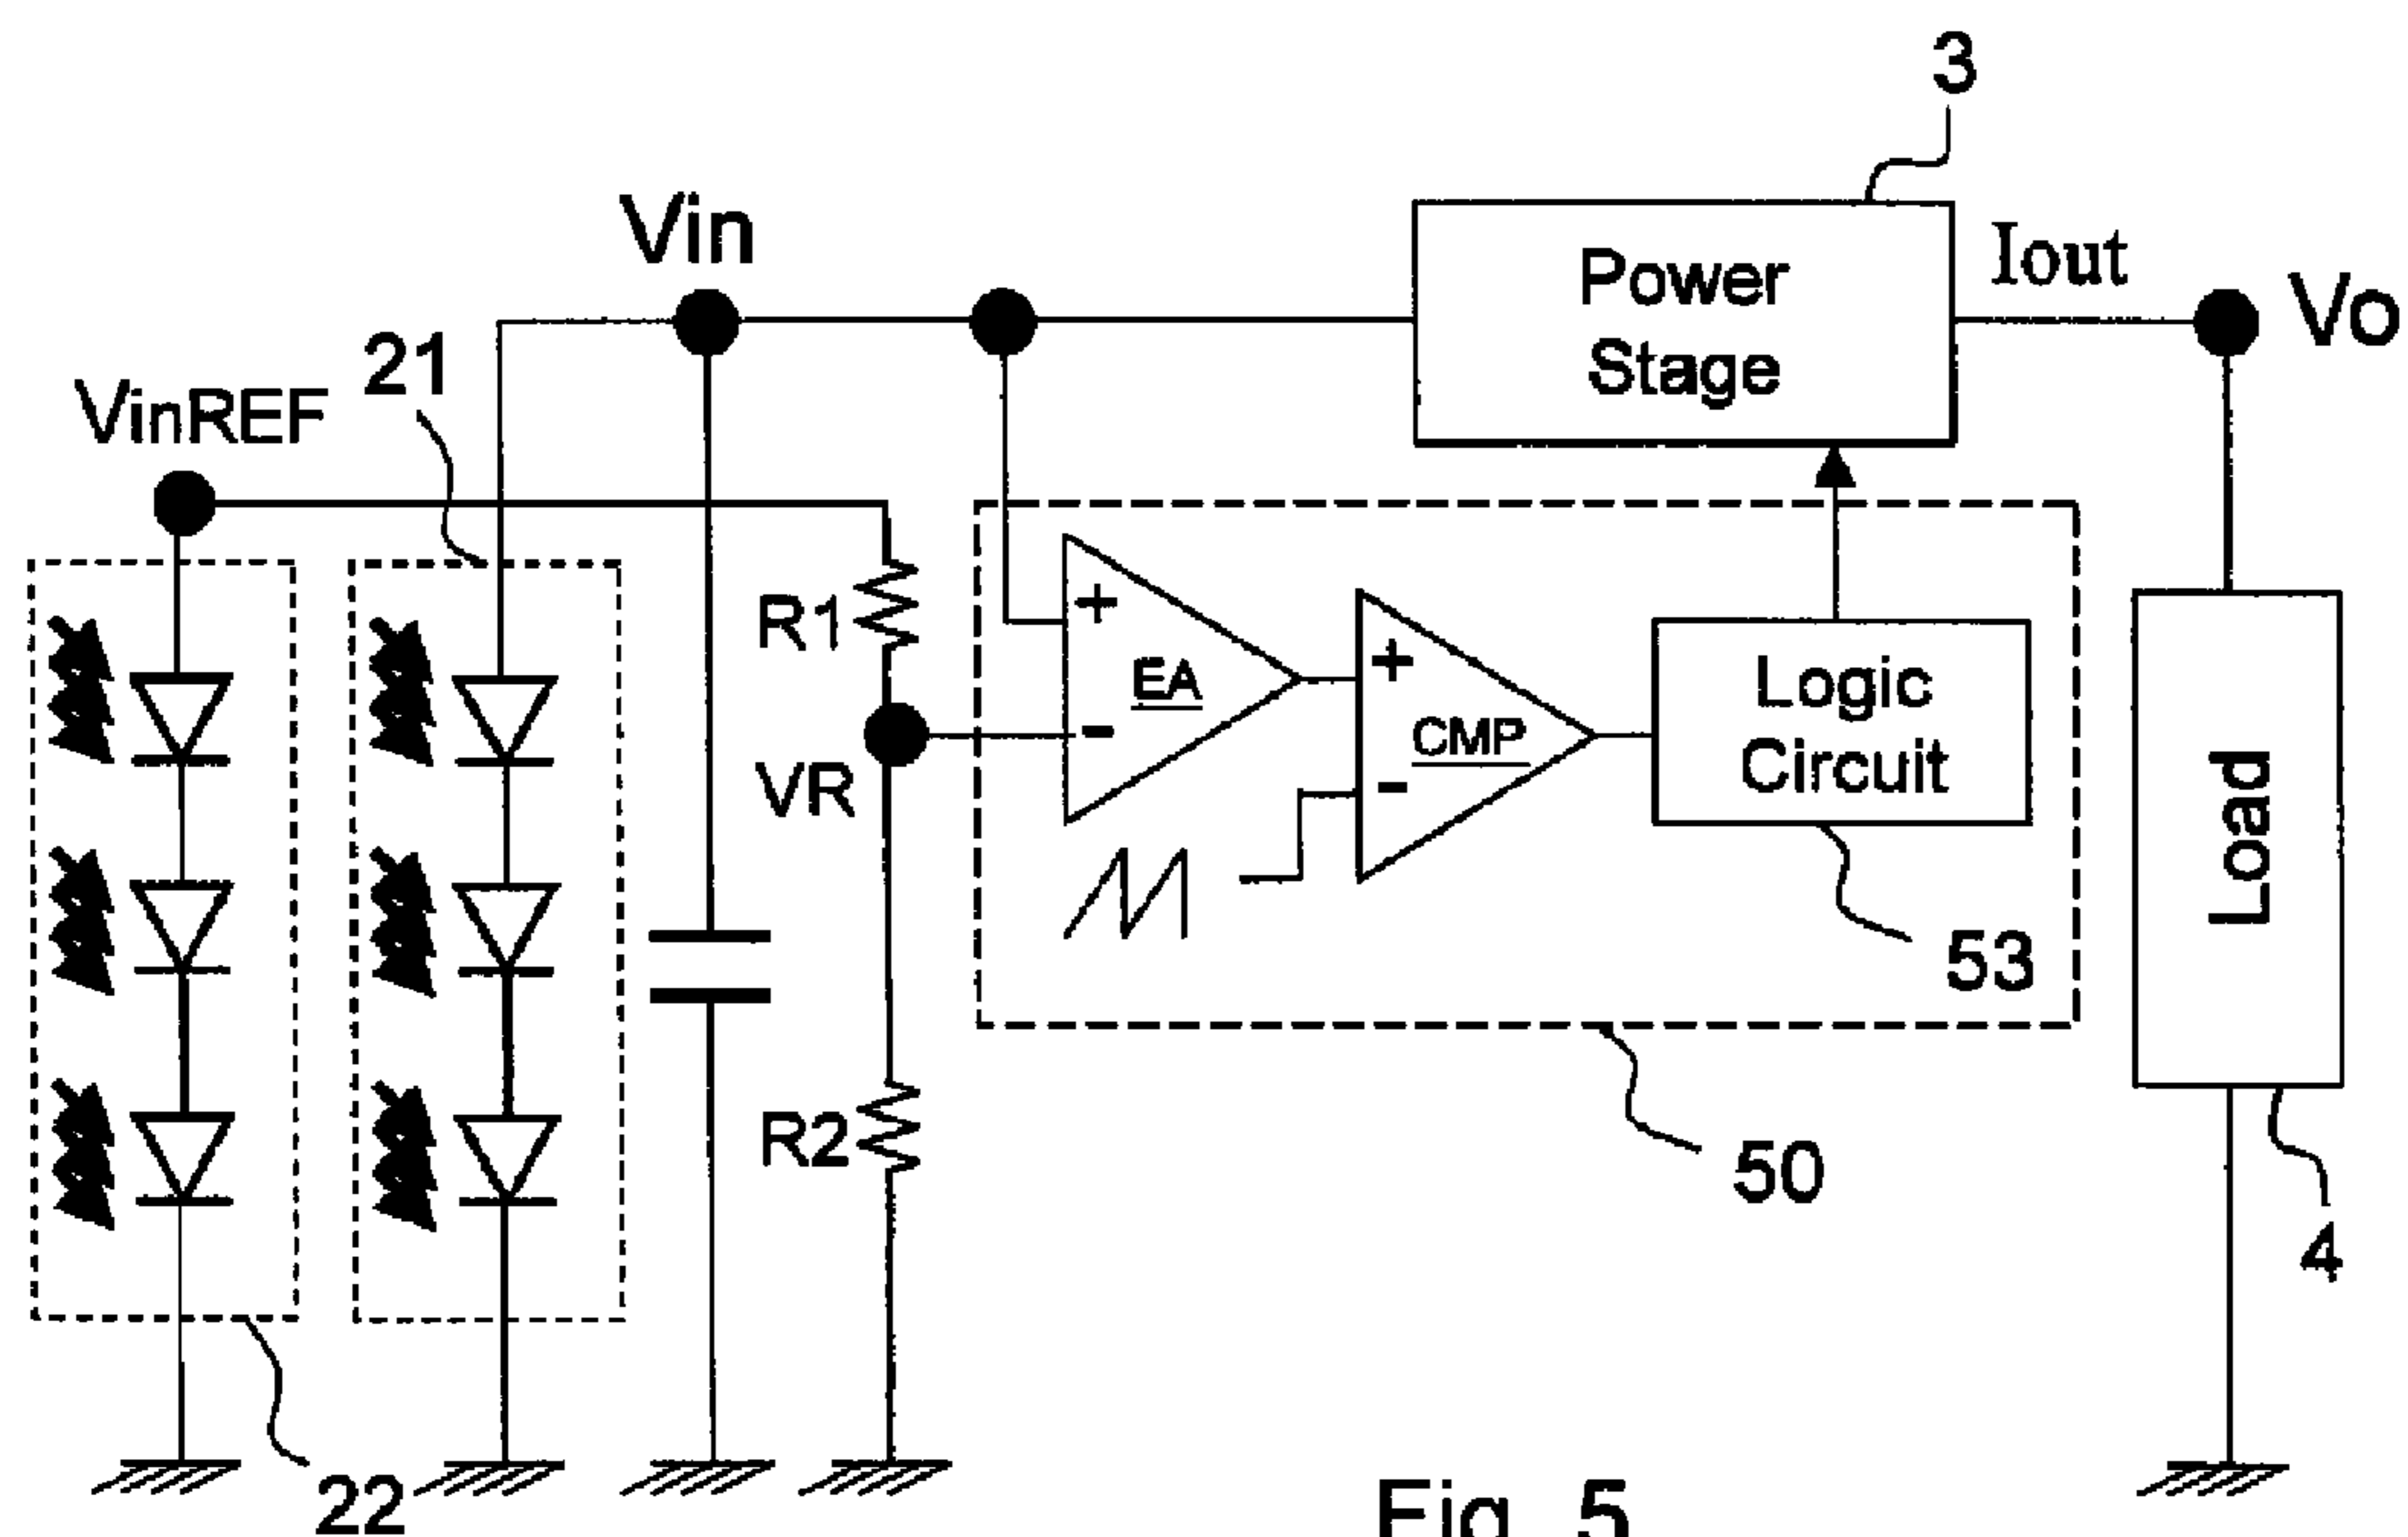 3
Vin
Power
Stage
Iout
Vo
21
VinREF
R1
+
EA
-
VR
+
CMP
-
Logic
Circuit
53
Load
R2
50
4
22
Fig. 5